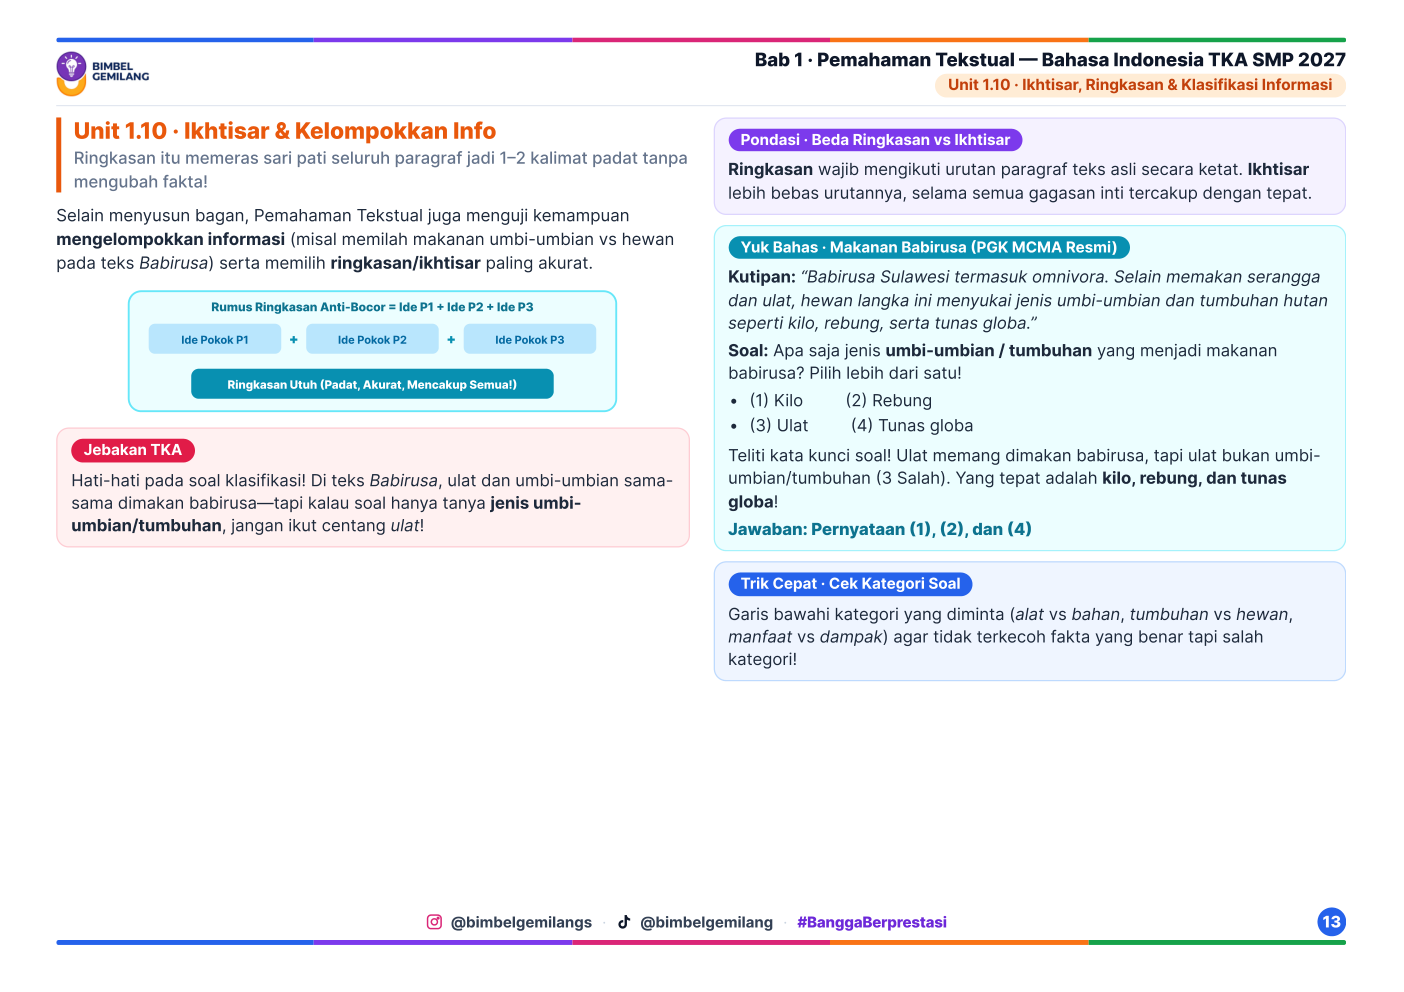 BIMBEL
GEMILANG
Bab 1 · Pemahaman Tekstual — Bahasa Indonesia TKA SMP 2027
Unit 1.10 · Ikhtisar, Ringkasan & Klasifikasi Informasi
Unit 1.10 · Ikhtisar & Kelompokkan Info
Ringkasan itu memeras sari pati seluruh paragraf jadi 1–2 kalimat padat tanpa
mengubah fakta!
Selain menyusun bagan, Pemahaman Tekstual juga menguji kemampuan
mengelompokkan informasi (misal memilah makanan umbi-umbian vs hewan
pada teks Babirusa) serta memilih ringkasan/ikhtisar paling akurat.
Rumus Ringkasan Anti-Bocor = Ide P1 + Ide P2 + Ide P3
Ide Pokok P1 + Ide Pokok P2 + Ide Pokok P3
Ringkasan Utuh (Padat, Akurat, Mencakup Semua!)
Jebakan TKA
Hati-hati pada soal klasifikasi! Di teks Babirusa, ulat dan umbi-umbian sama-
sama dimakan babirusa—tapi kalau soal hanya tanya jenis umbi-
umbian/tumbuhan, jangan ikut centang ulat!
Pondasi · Beda Ringkasan vs Ikhtisar
Ringkasan wajib mengikuti urutan paragraf teks asli secara ketat. Ikhtisar
lebih bebas urutannya, selama semua gagasan inti tercakup dengan tepat.
Yuk Bahas · Makanan Babirusa (PGK MCMA Resmi)
Kutipan: “Babirusa Sulawesi termasuk omnivora. Selain memakan serangga
dan ulat, hewan langka ini menyukai jenis umbi-umbian dan tumbuhan hutan
seperti kilo, rebung, serta tunas globa.”
Soal: Apa saja jenis umbi-umbian / tumbuhan yang menjadi makanan
babirusa? Pilih lebih dari satu!
• (1) Kilo (2) Rebung
• (3) Ulat (4) Tunas globa
Teliti kata kunci soal! Ulat memang dimakan babirusa, tapi ulat bukan umbi-
umbian/tumbuhan (3 Salah). Yang tepat adalah kilo, rebung, dan tunas
globa!
Jawaban: Pernyataan (1), (2), dan (4)
Trik Cepat · Cek Kategori Soal
Garis bawahi kategori yang diminta (alat vs bahan, tumbuhan vs hewan,
manfaat vs dampak) agar tidak terkecoh fakta yang benar tapi salah
kategori!
@bimbelgemilangs · @bimbelgemilang · #BanggaBerprestasi
13